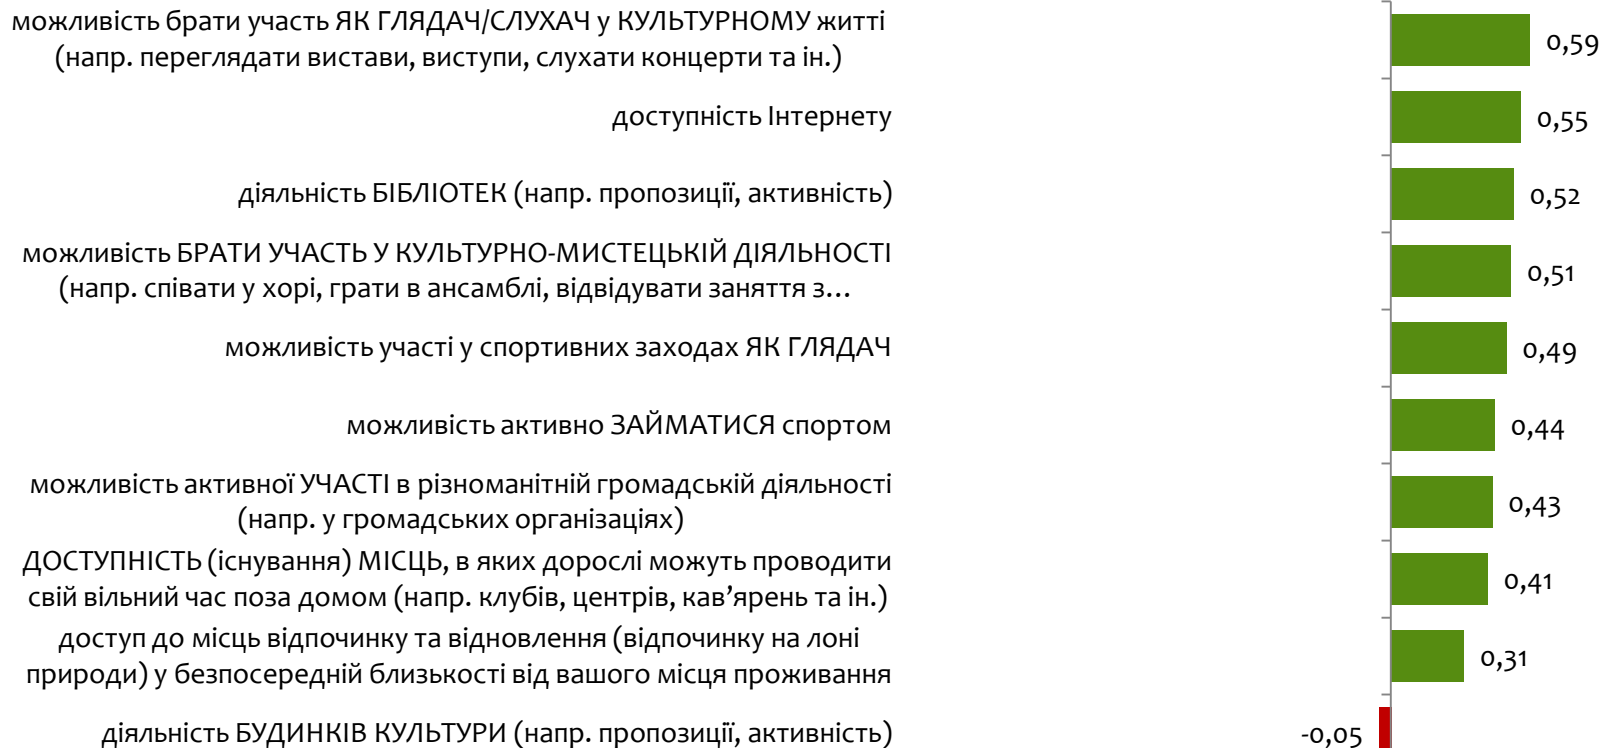 можливість брати участь ЯК ГЛЯДАЧ/СЛУХАЧ у КУЛЬТУРНОМУ житті
(напр. переглядати вистави, виступи, слухати концерти та ін.)
0,59
доступність Інтернету
0,55
діяльність БІБЛІОТЕК (напр. пропозиції, активність)
0,52
можливість БРАТИ УЧАСТЬ У КУЛЬТУРНО-МИСТЕЦЬКІЙ ДІЯЛЬНОСТІ
(напр. співати у хорі, грати в ансамблі, відвідувати заняття з…
0,51
можливість участі у спортивних заходах ЯК ГЛЯДАЧ
0,49
можливість активно ЗАЙМАТИСЯ спортом
0,44
можливість активної УЧАСТІ в різноманітній громадській діяльності
(напр. у громадських організаціях)
0,43
ДОСТУПНІСТЬ (існування) МІСЦЬ, в яких дорослі можуть проводити
свій вільний час поза домом (напр. клубів, центрів, кав’ярень та ін.)
0,41
доступ до місць відпочинку та відновлення (відпочинку на лоні
природи) у безпосередній близькості від вашого місця проживання
0,31
діяльність БУДИНКІВ КУЛЬТУРИ (напр. пропозиції, активність)
-0,05